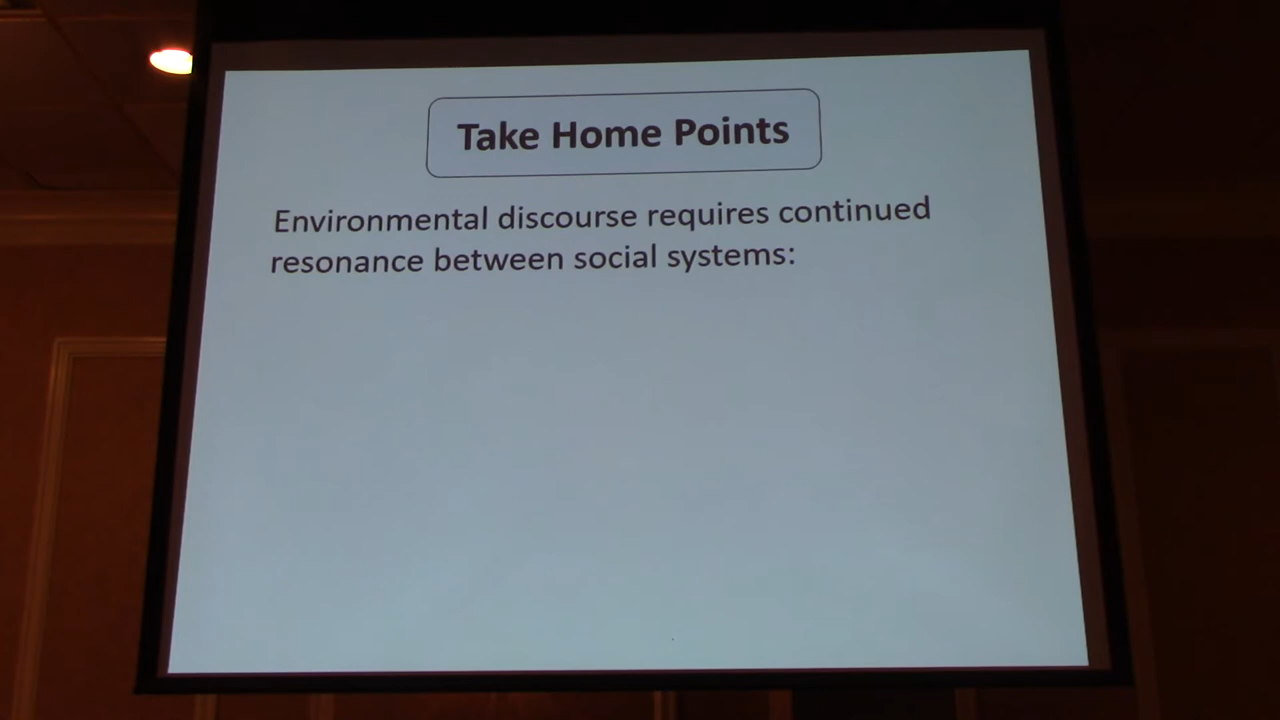 Take Home Points
Environmental discourse requires continued
resonance between social systems: